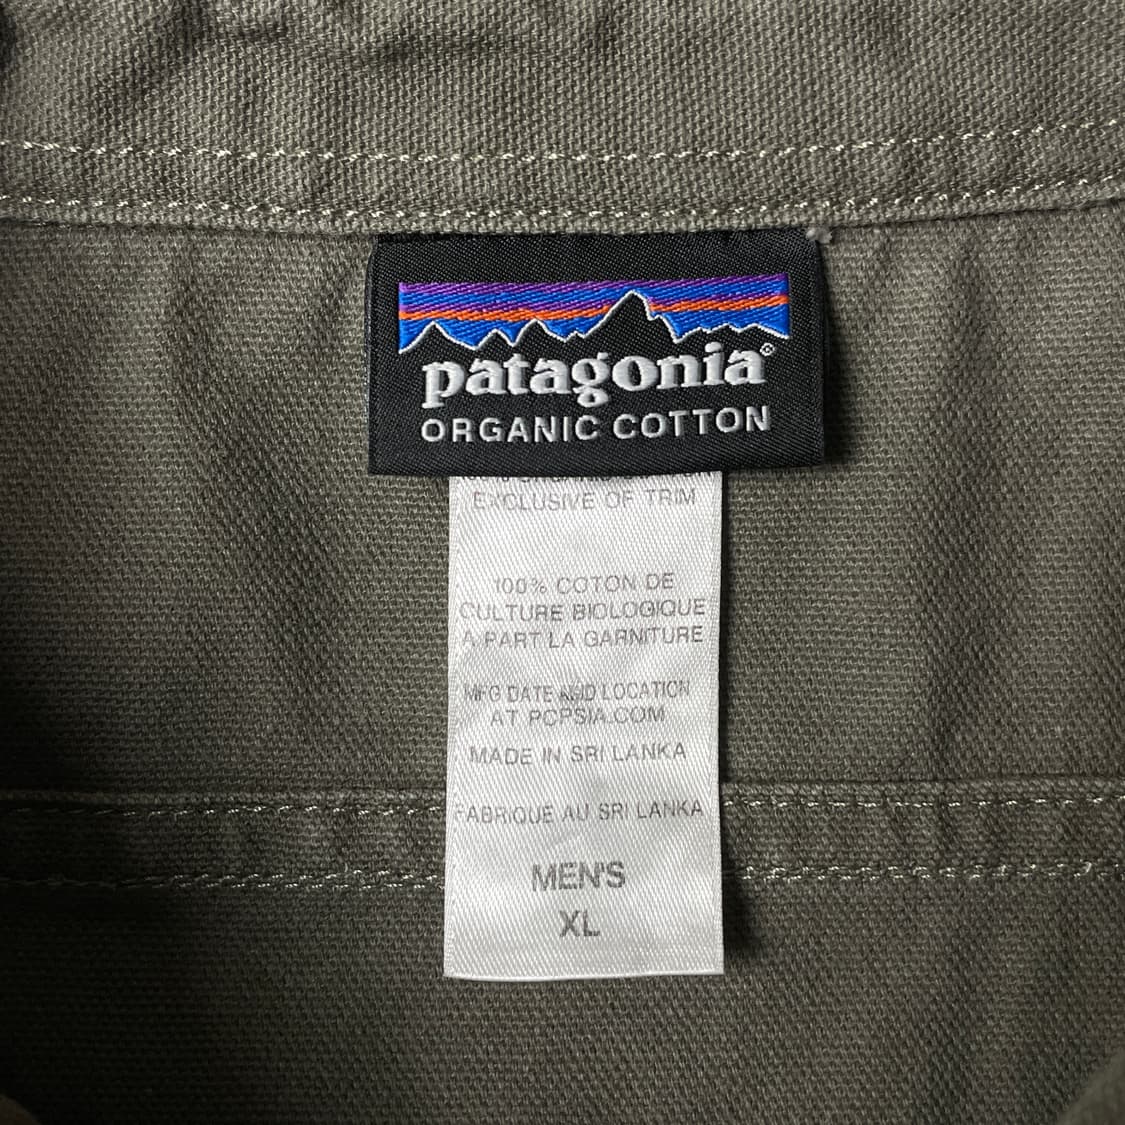 patagonia®
ORGANIC COTTON
EXCLUSIVE OF TRIM
100% COTON DE
CULTURE BIOLOGIQUE
A PART LA GARNITURE
MFG DATE AND LOCATION
AT PCPSIA.COM
MADE IN SRI LANKA
FABRIQUE AU SRI LANKA
MEN'S
XL